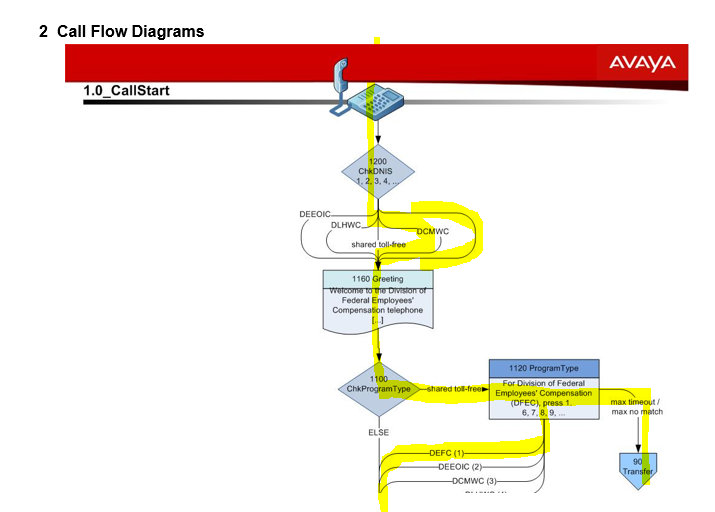 2 Call Flow Diagrams
AVAYA
1.0_CallStart
1200
ChkDNIS
1, 2, 3, 4, ...
DEEOIC
DLHWC
DCMWC
shared toll-free
1160 Greeting
Welcome to the Division of
Federal Employees'
Compensation telephone
[...]
1100
ChkProgramType
shared toll-free
1120 ProgramType
For Division of Federal
Employees' Compensation
(DFEC), press 1.
6, 7, 8, 9, ...
max timeout /
max no match
ELSE
90
Transfer
DEFC (1)
DEEOIC (2)
DCMWC (3)